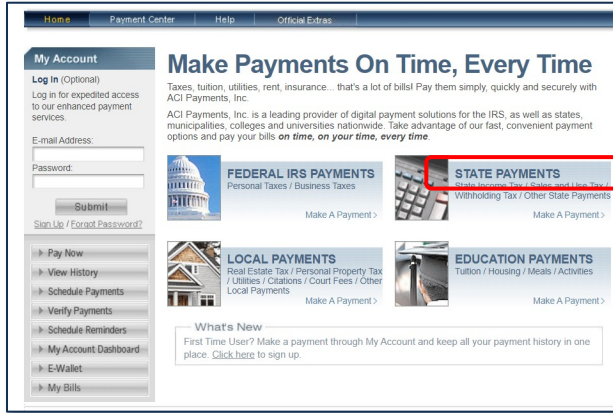 Home Payment Center Help Official Extras
My Account
Log In (Optional)
Log in for expedited access
to our enhanced payment
services.
E-mail Address:
Password:
Submit
Sign Up / Forgot Password?
Pay Now
View History
Schedule Payments
Verify Payments
Schedule Reminders
My Account Dashboard
E-Wallet
My Bills
Make Payments On Time, Every Time
Taxes, tuition, utilities, rent, insurance... that's a lot of bills! Pay them simply, quickly and securely with
ACI Payments, Inc.
ACI Payments, Inc. is a leading provider of digital payment solutions for the IRS, as well as states,
municipalities, colleges and universities nationwide. Take advantage of our fast, convenient payment
options and pay your bills on time, on your time, every time.
FEDERAL IRS PAYMENTS
Personal Taxes / Business Taxes
Make A Payment >
STATE PAYMENTS
State Income Tax / Sales and Use Tax /
Withholding Tax / Other State Payments
Make A Payment >
LOCAL PAYMENTS
Real Estate Tax / Personal Property Tax
/ Utilities / Citations / Court Fees / Other
Local Payments
Make A Payment >
EDUCATION PAYMENTS
Tuition / Housing / Meals / Activities
Make A Payment >
What's New
First Time User? Make a payment through My Account and keep all your payment history in one
place. Click here to sign up.